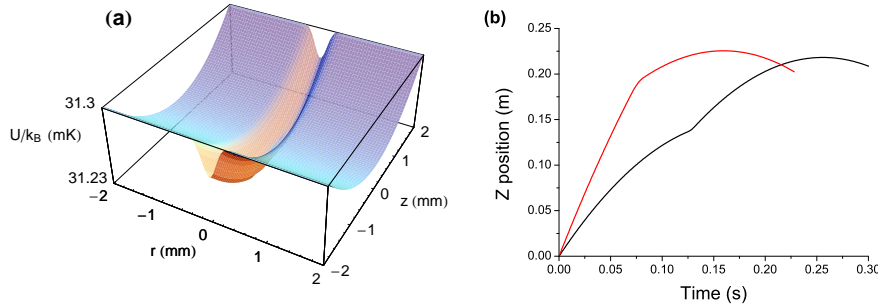 (a)
31.3
U/k_B (mK)
31.23
−2
−1
0
1
2
r (mm)
−2
−1
0
1
2
z (mm)
(b)
0.25
0.20
0.15
0.10
0.05
0.00
Z position (m)
0.00 0.05 0.10 0.15 0.20 0.25 0.30
Time (s)